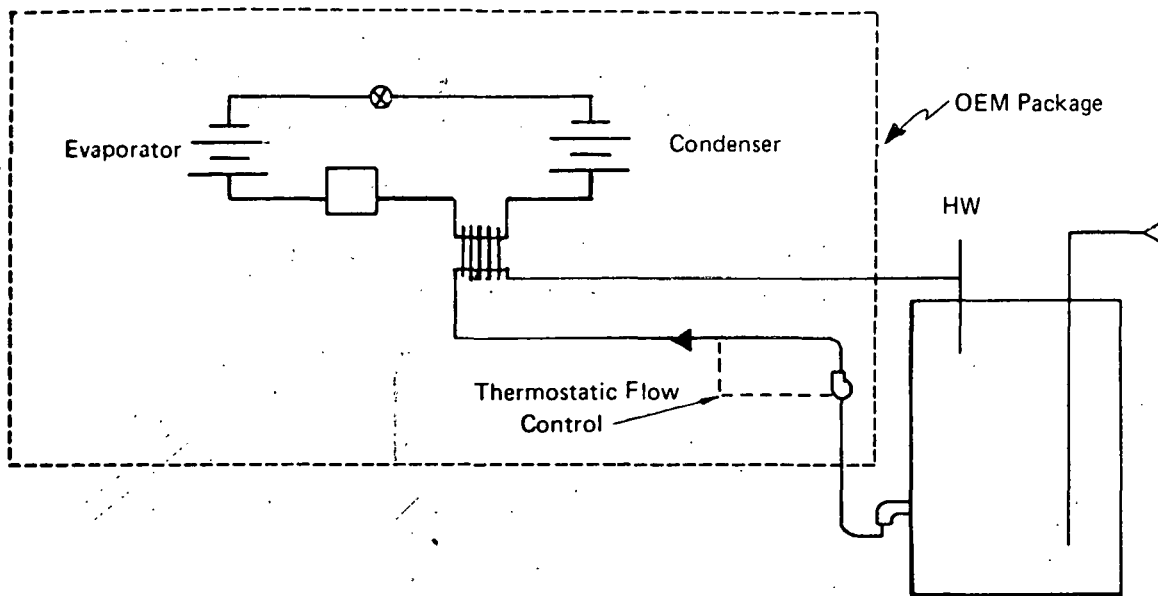 OEM Package
Evaporator
Condenser
HW
Thermostatic Flow
Control